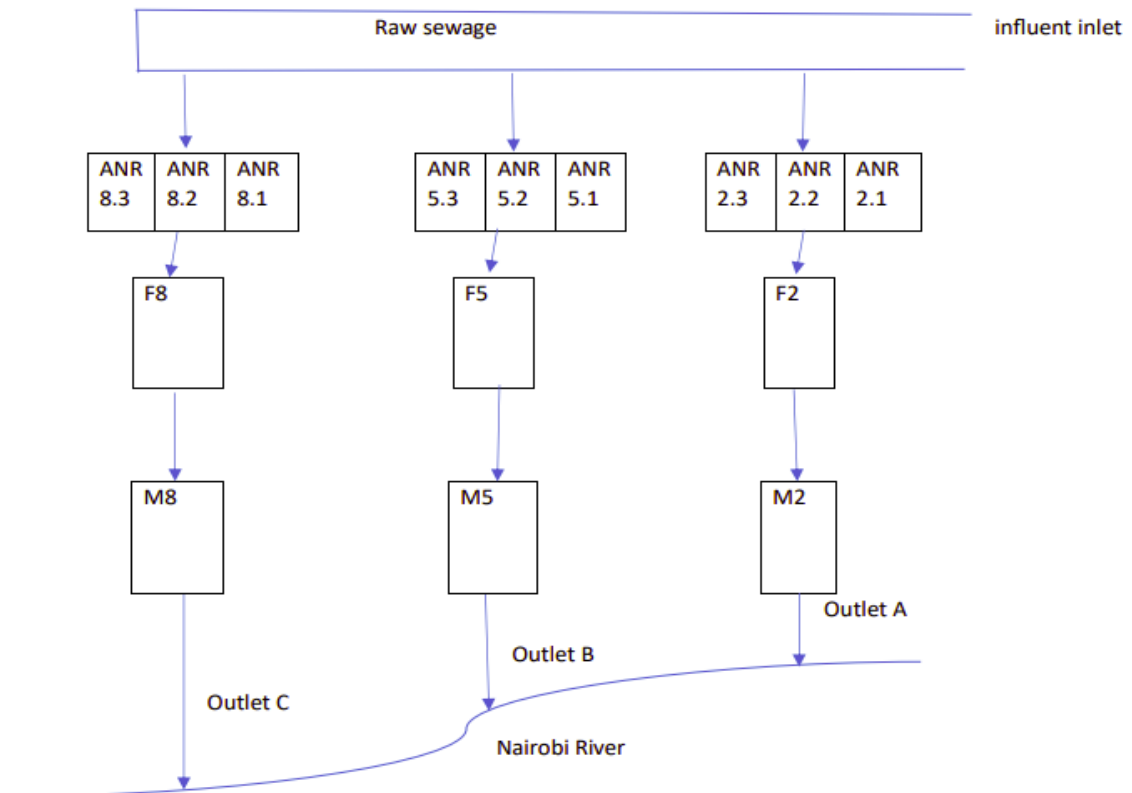 Raw sewage
influent inlet
ANR
8.3
ANR
8.2
ANR
8.1
ANR
5.3
ANR
5.2
ANR
5.1
ANR
2.3
ANR
2.2
ANR
2.1
F8
F5
F2
M8
M5
M2
Outlet A
Outlet B
Outlet C
Nairobi River